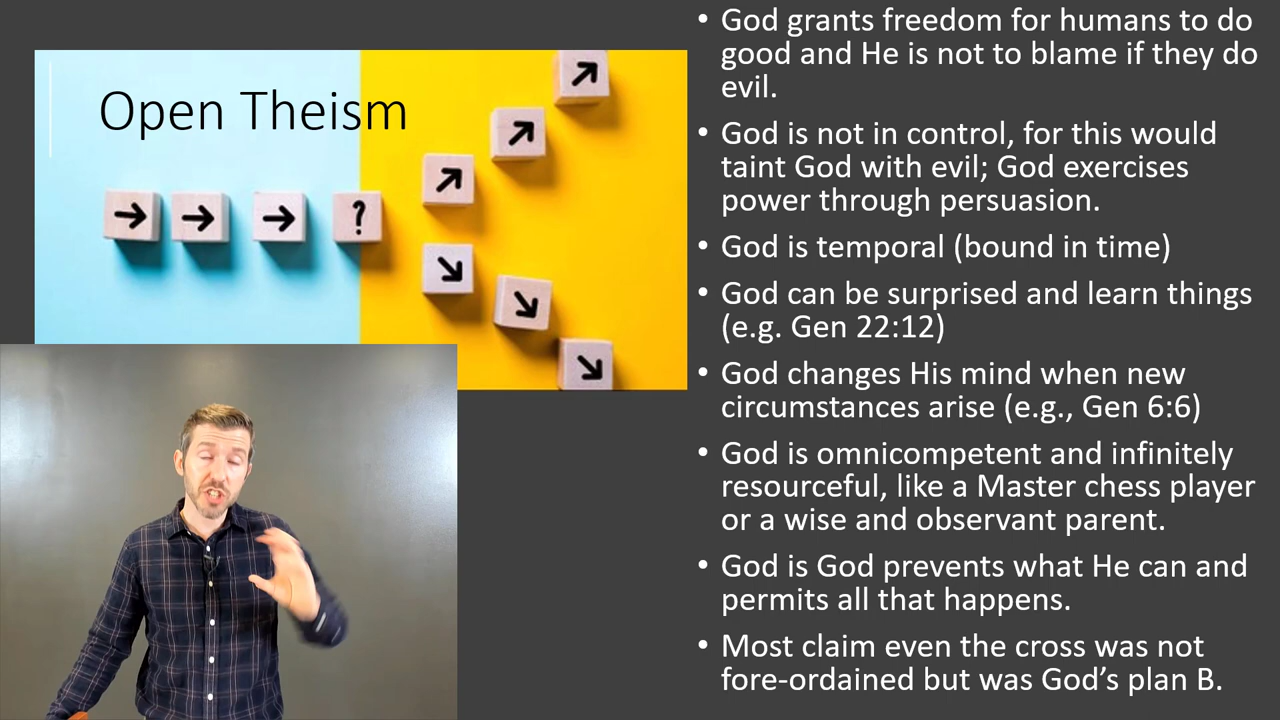 Open Theism
→ → → ?
• God grants freedom for humans to do
good and He is not to blame if they do
evil.
• God is not in control, for this would
taint God with evil; God exercises
power through persuasion.
• God is temporal (bound in time)
• God can be surprised and learn things
(e.g. Gen 22:12)
• God changes His mind when new
circumstances arise (e.g., Gen 6:6)
• God is omnicompetent and infinitely
resourceful, like a Master chess player
or a wise and observant parent.
• God is God prevents what He can and
permits all that happens.
• Most claim even the cross was not
fore-ordained but was God’s plan B.